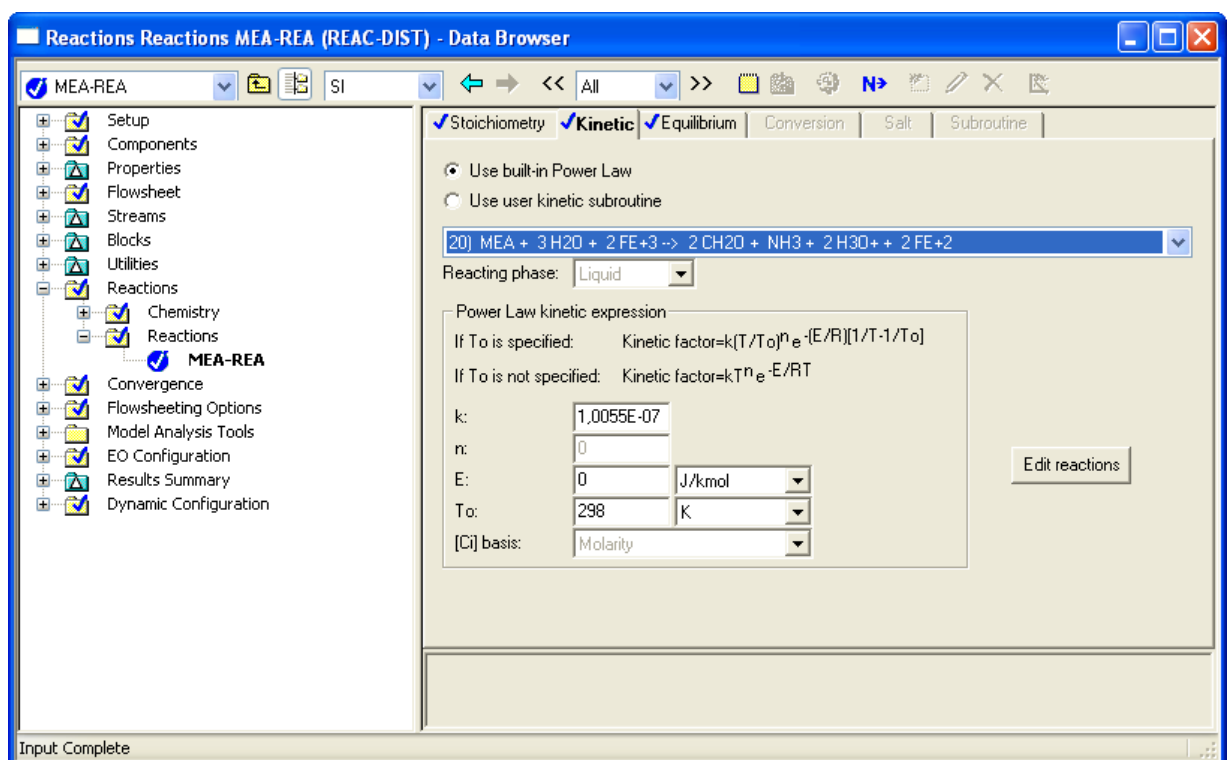 Reactions Reactions MEA-REA (REAC-DIST) - Data Browser
MEA-REA SI << All >> N->
Setup
Components
Properties
Flowsheet
Streams
Blocks
Utilities
Reactions
Chemistry
Reactions
MEA-REA
Convergence
Flowsheeting Options
Model Analysis Tools
EO Configuration
Results Summary
Dynamic Configuration
Stoichiometry Kinetic Equilibrium Conversion Salt Subroutine
Use built-in Power Law
Use user kinetic subroutine
20) MEA + 3 H2O + 2 FE+3 --> 2 CH2O + NH3 + 2 H3O+ + 2 FE+2
Reacting phase: Liquid
Power Law kinetic expression
If To is specified: Kinetic factor=k(T/To)n e -(E/R)[1/T-1/To]
If To is not specified: Kinetic factor=kTn e -E/RT
k: 1,0055E-07
n: 0
E: 0 J/kmol
To: 298 K
[Ci] basis: Molarity
Edit reactions
Input Complete